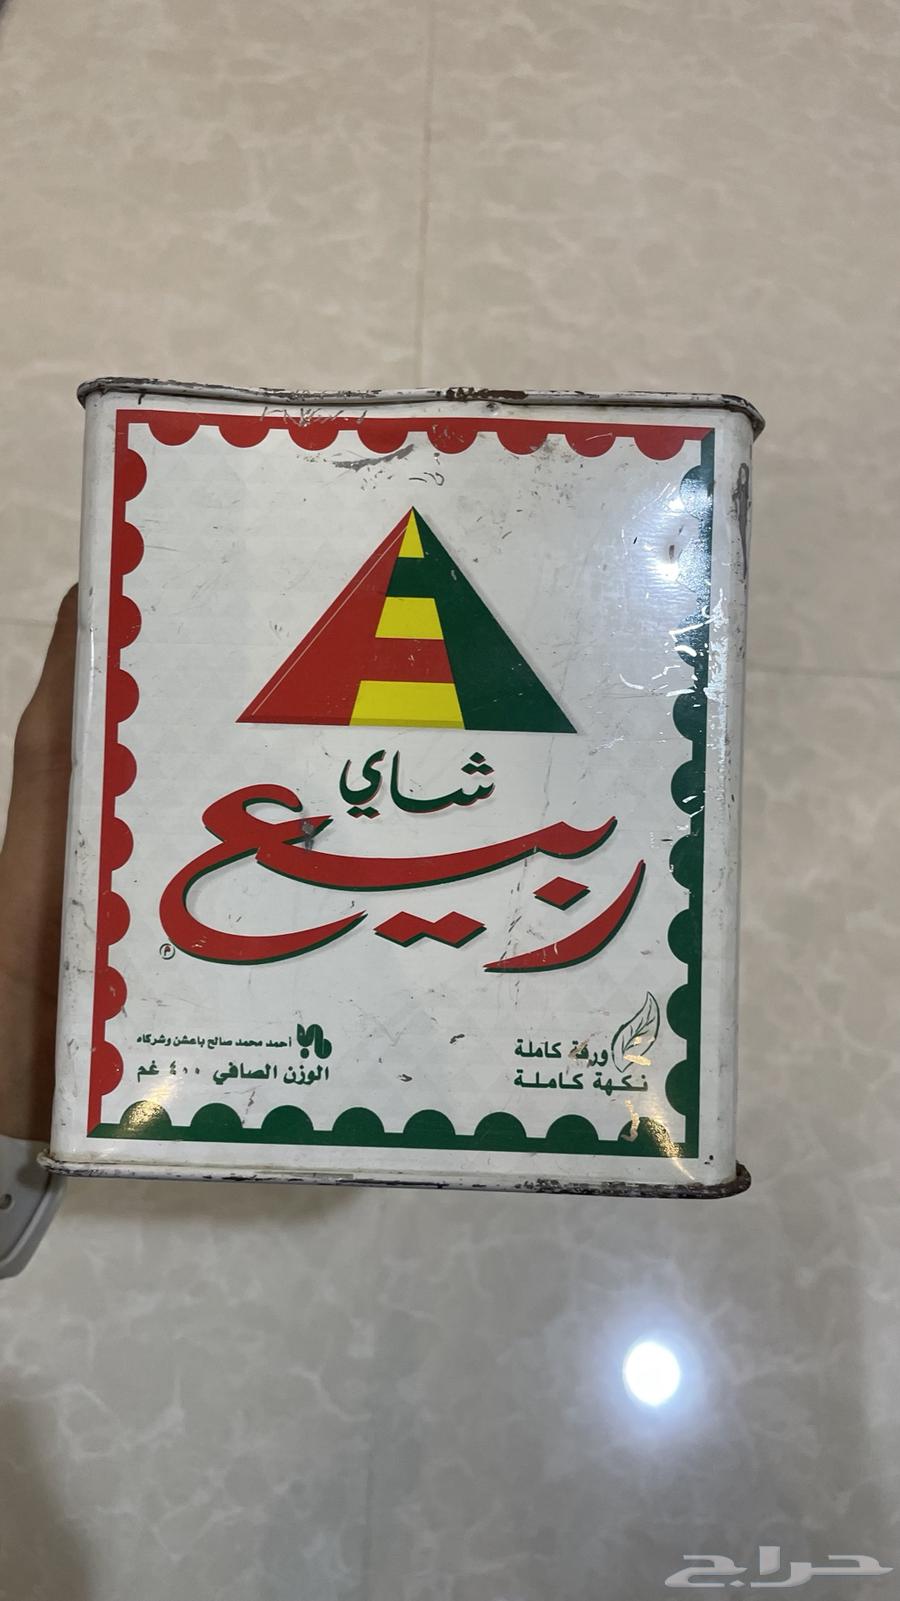 شاي
ربيع
ورقة كاملة
نكهة كاملة
أحمد محمد صالح باعشن وشركاه
الوزن الصافي ٤٠٠ غم
حراج